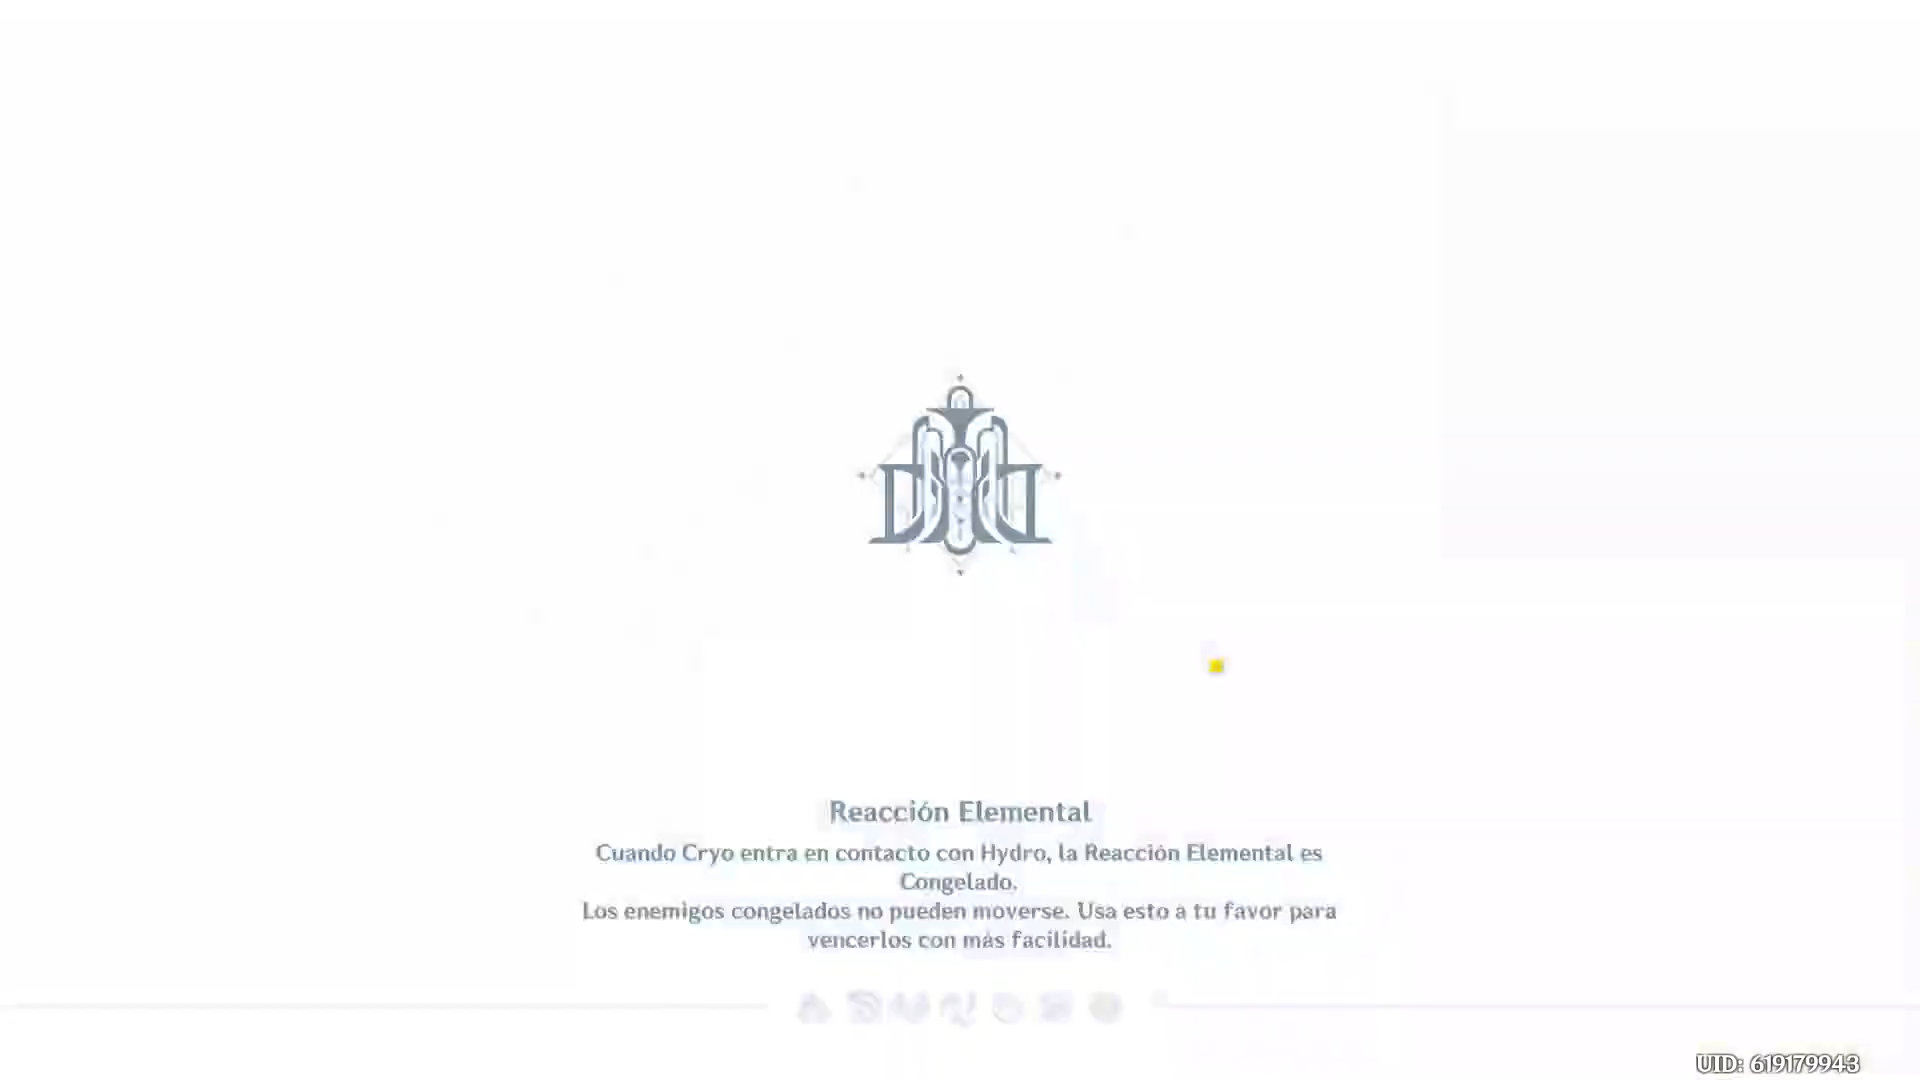 Reacción Elemental
Cuando Cryo entra en contacto con Hydro, la Reacción Elemental es
Congelado.
Los enemigos congelados no pueden moverse. Usa esto a tu favor para
vencerlos con más facilidad.
UID: 619179943